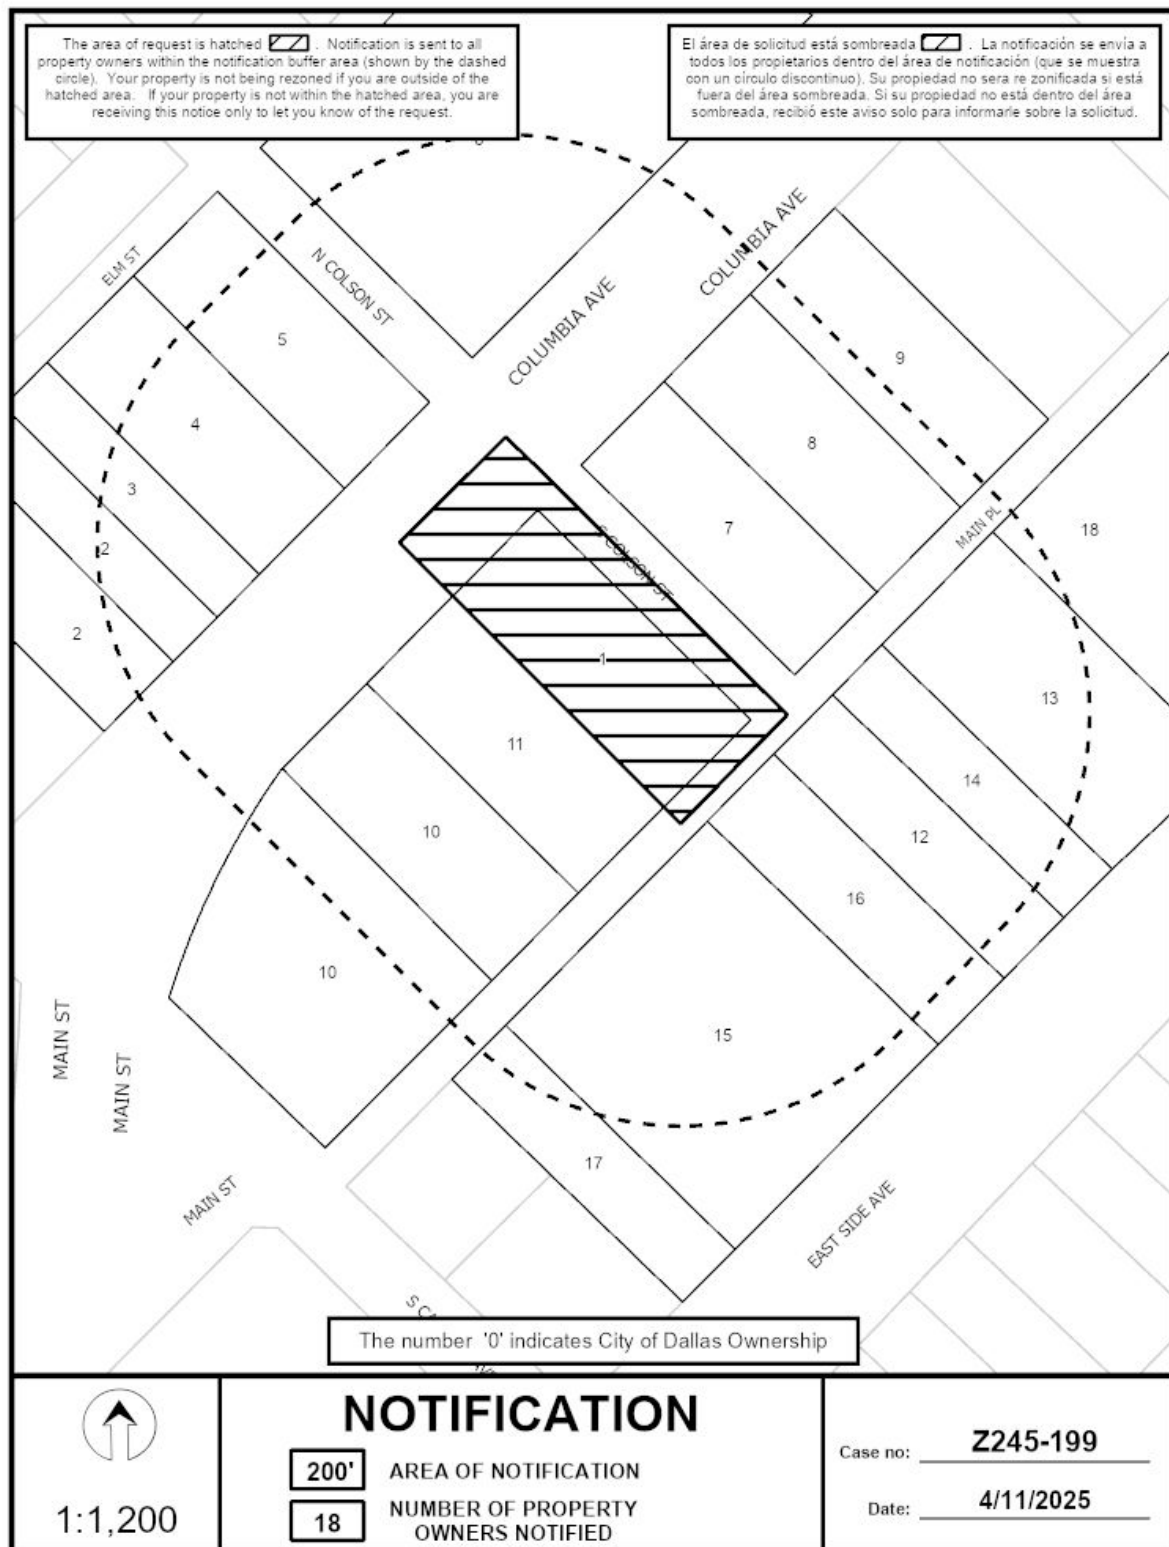 The area of request is hatched . Notification is sent to all
property owners within the notification buffer area (shown by the dashed
circle). Your property is not being rezoned if you are outside of the
hatched area. If your property is not within the hatched area, you are
receiving this notice only to let you know of the request.
El área de solicitud está sombreada . La notificación se envía a
todos los propietarios dentro del área de notificación (que se muestra
con un círculo discontinuo). Su propiedad no sera re zonificada si está
fuera del área sombreada. Si su propiedad no está dentro del área
sombreada, recibió este aviso solo para informarle sobre la solicitud.
COLUMBIA AVE
ELM ST
N COLSON ST
COLUMBIA AVE
5
9
4
8
3
7
S COLSON ST
MAIN PL
18
2
2
1
13
11
14
10
12
16
10
15
MAIN ST
MAIN ST
17
MAIN ST
EAST SIDE AVE
The number '0' indicates City of Dallas Ownership
1:1,200
NOTIFICATION
200'
AREA OF NOTIFICATION
18
NUMBER OF PROPERTY
OWNERS NOTIFIED
Case no: Z245-199
Date: 4/11/2025